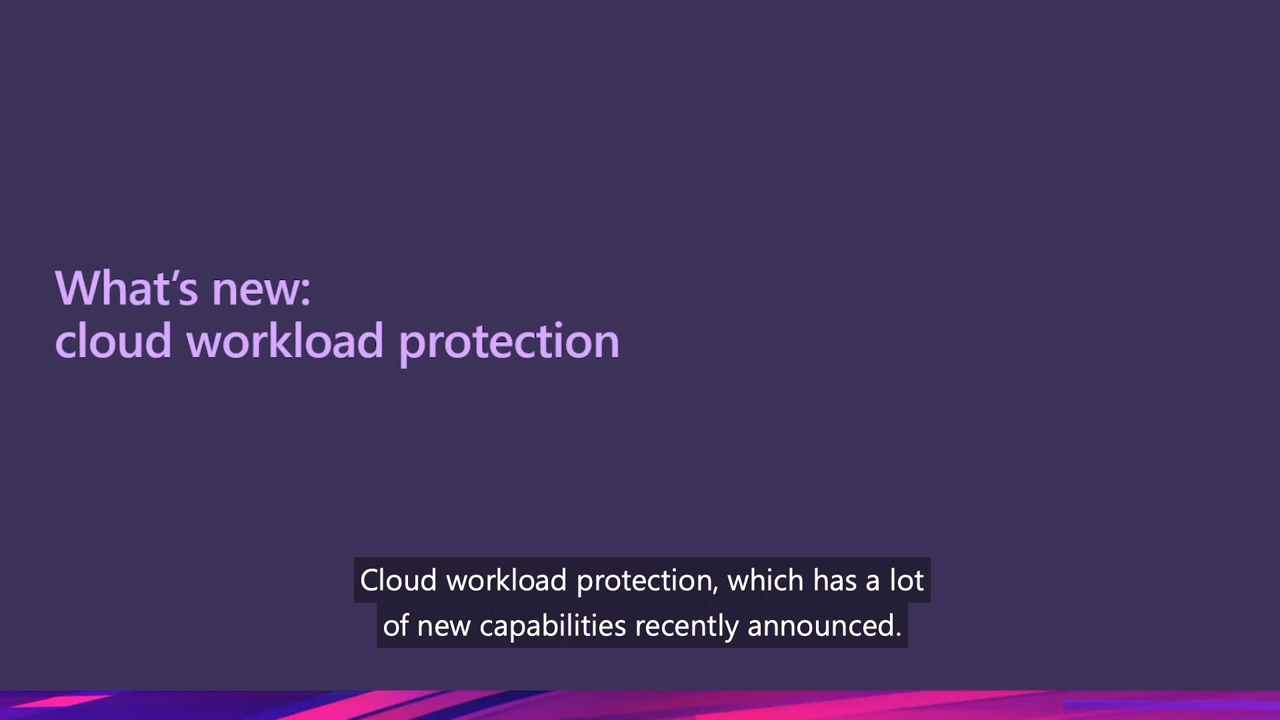 What’s new:
cloud workload protection
Cloud workload protection, which has a lot
of new capabilities recently announced.